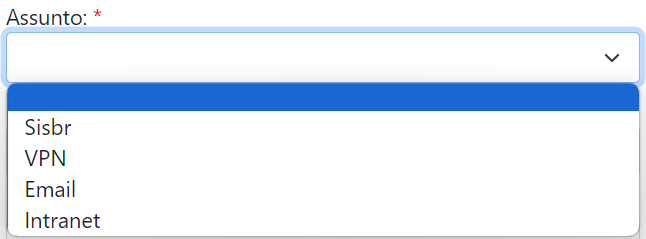 Assunto: *
Sisbr
VPN
Email
Intranet